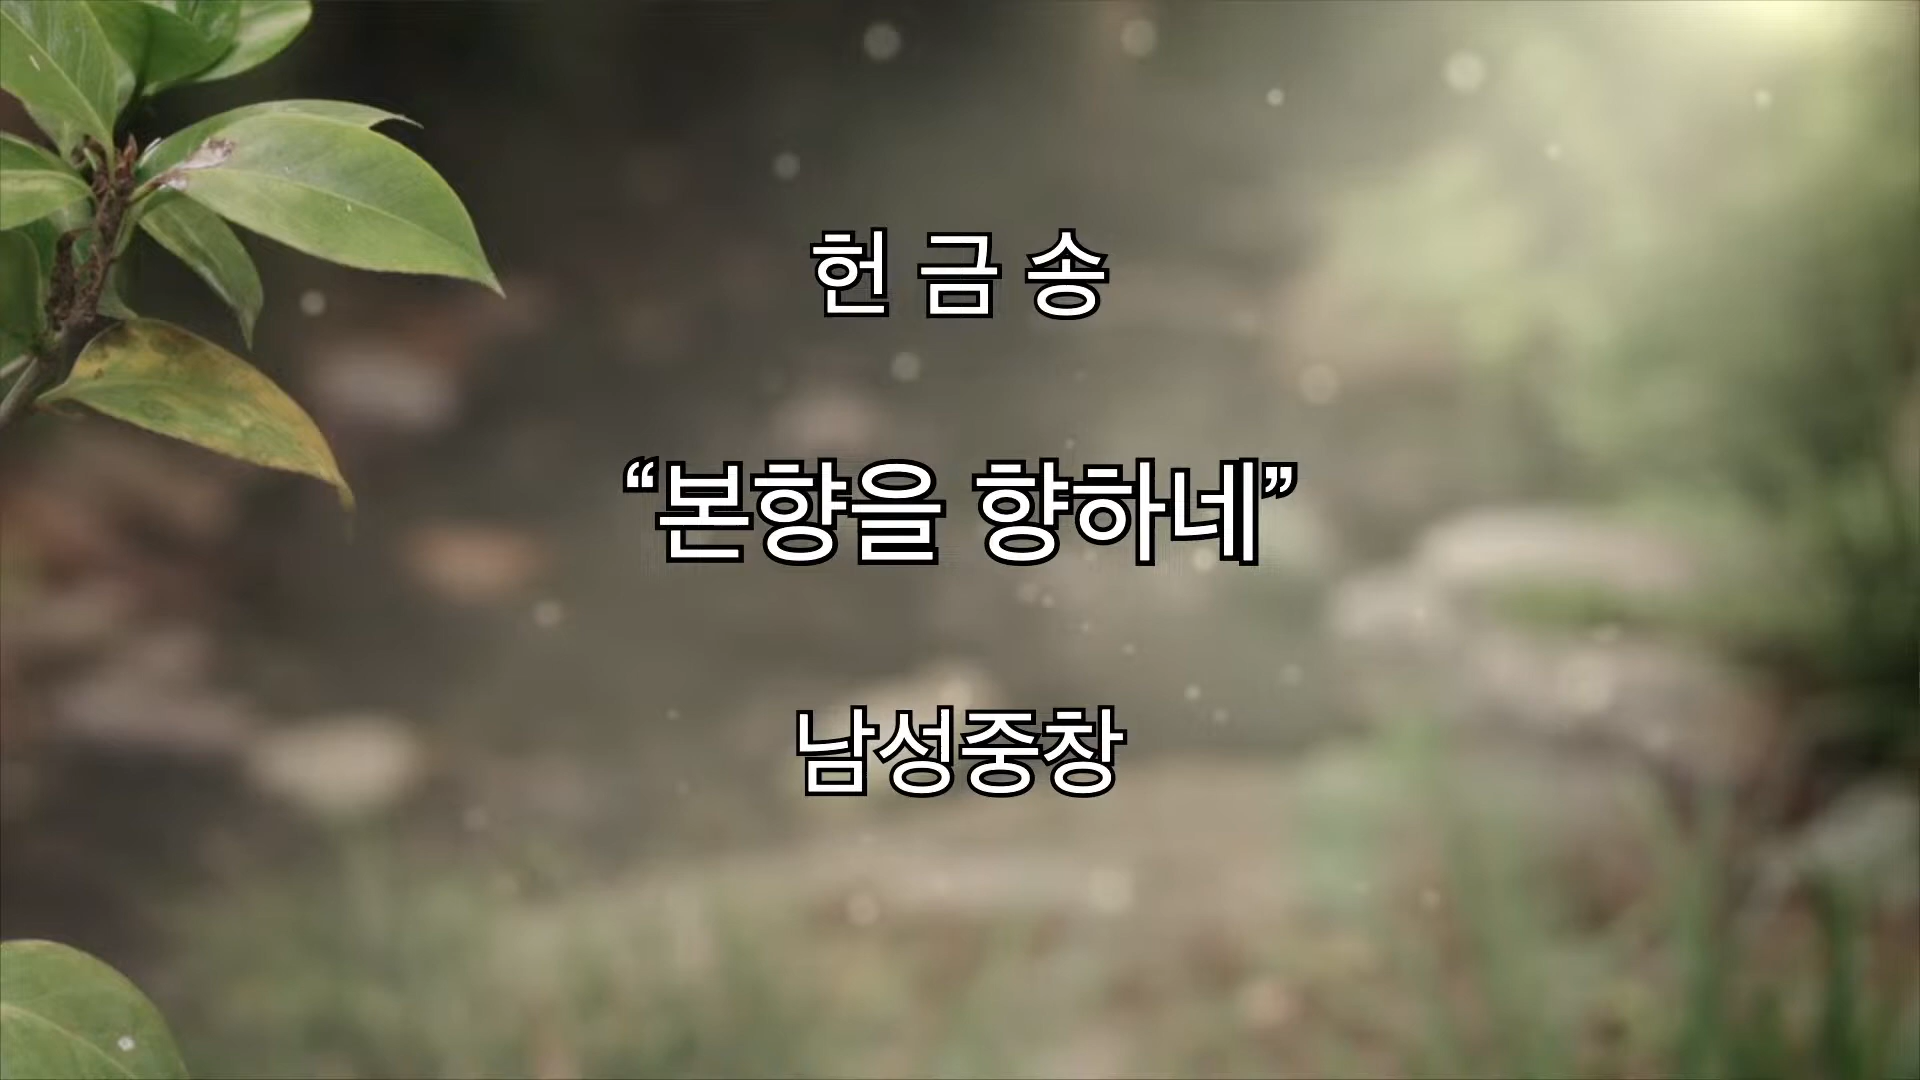 헌 금 송
“본향을 향하네”
남성중창